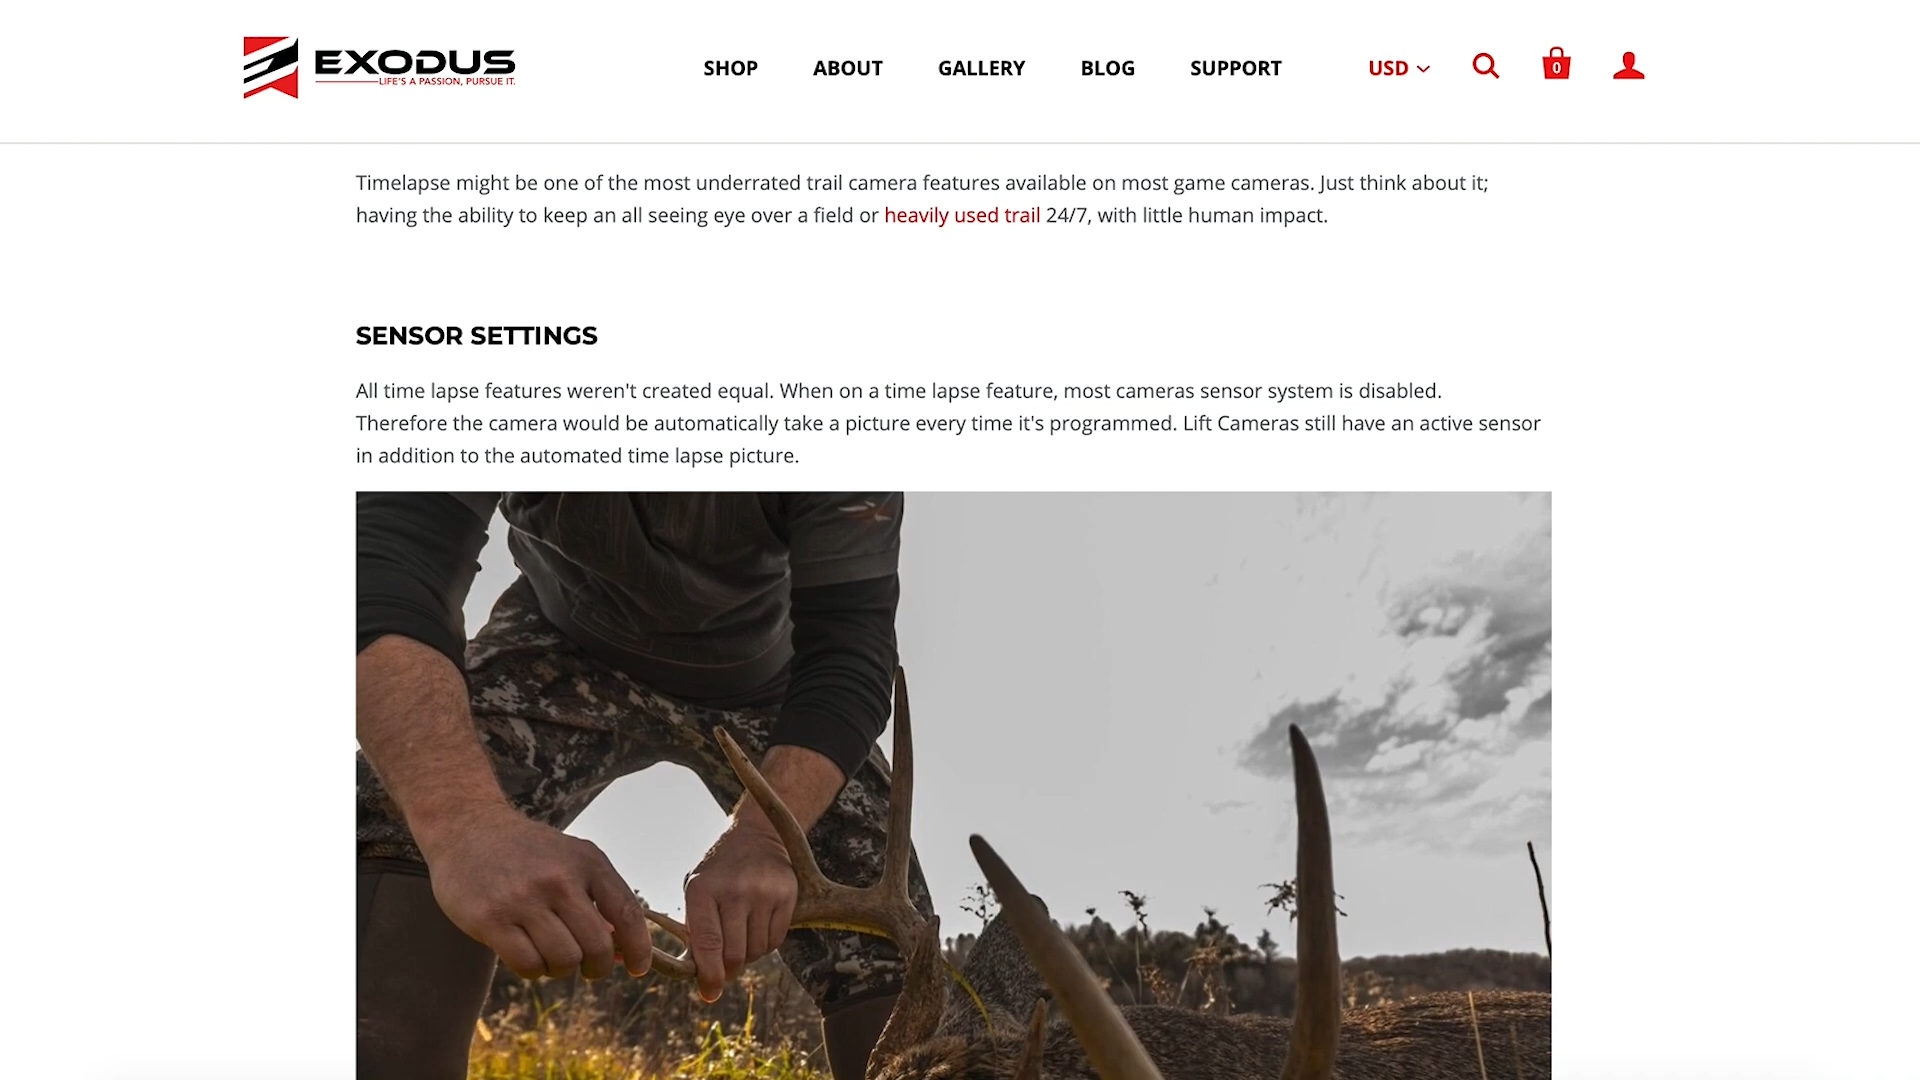 EXODUS
LIFE'S A PASSION, PURSUE IT.
SHOP ABOUT GALLERY BLOG SUPPORT USD 0
Timelapse might be one of the most underrated trail camera features available on most game cameras. Just think about it;
having the ability to keep an all seeing eye over a field or heavily used trail 24/7, with little human impact.
SENSOR SETTINGS
All time lapse features weren't created equal. When on a time lapse feature, most cameras sensor system is disabled.
Therefore the camera would be automatically take a picture every time it's programmed. Lift Cameras still have an active sensor
in addition to the automated time lapse picture.